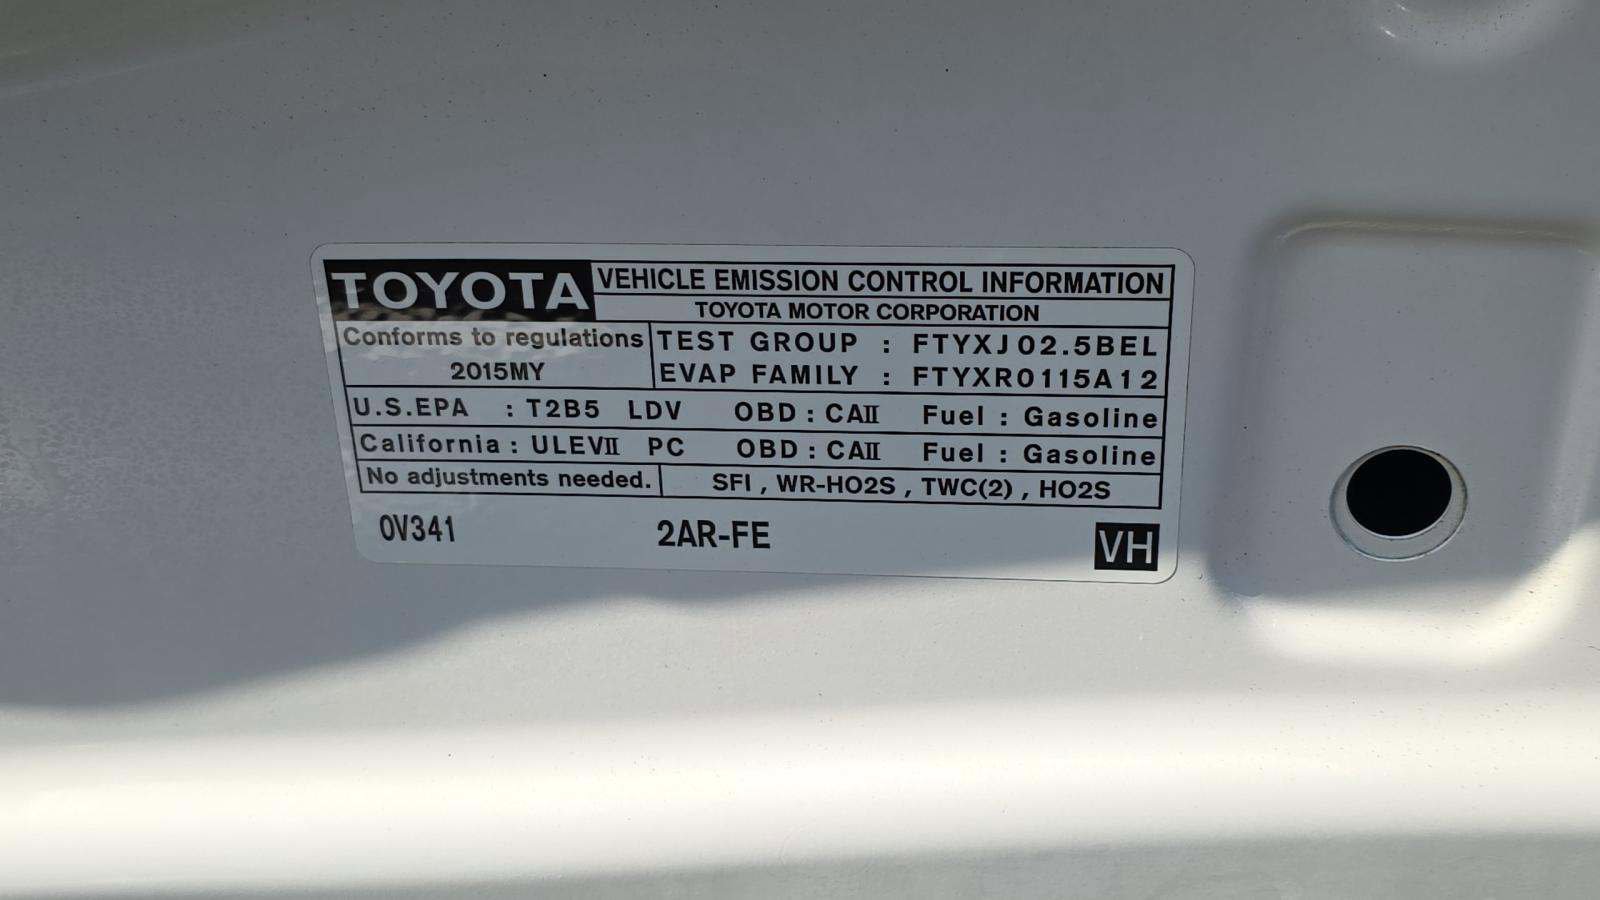 TOYOTA VEHICLE EMISSION CONTROL INFORMATION
TOYOTA MOTOR CORPORATION
Conforms to regulations
2015MY
TEST GROUP : FTYXJ02.5BEL
EVAP FAMILY : FTYXR0115A12
U.S.EPA : T2B5 LDV OBD : CAII Fuel : Gasoline
California : ULEVII PC OBD : CAII Fuel : Gasoline
No adjustments needed. SFI , WR-HO2S , TWC(2) , HO2S
0V341 2AR-FE VH